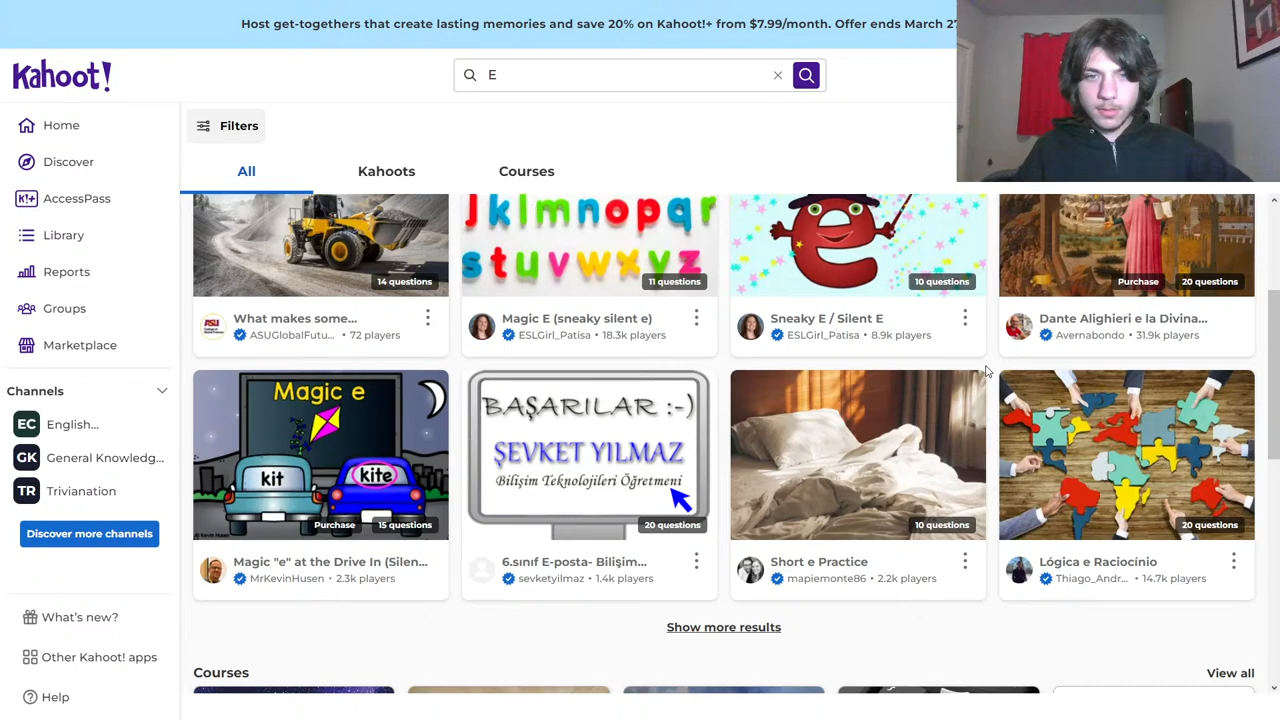 Host get-togethers that create lasting memories and save 20% on Kahoot!+ from $7.99/month. Offer ends March 27
Kahoot!
E
Home
Discover
K!+ AccessPass
Library
Reports
Groups
Marketplace
Channels
EC English...
GK General Knowledg...
TR Trivianation
Discover more channels
What's new?
Other Kahoot! apps
Help
Filters
All Kahoots Courses
14 questions
What makes some...
ASUGlobalFutu... • 72 players
jklmnopqr
stuvwxyz
11 questions
Magic E (sneaky silent e)
ESLGirl_Patisa • 18.3k players
e
10 questions
Sneaky E / Silent E
ESLGirl_Patisa • 8.9k players
Purchase 20 questions
Dante Alighieri e la Divina...
Avernabondo • 31.9k players
Magic e
kit
kite
Purchase 15 questions
Magic "e" at the Drive In (Silen...
MrKevinHusen • 2.3k players
BAŞARILAR :-)
ŞEVKET YILMAZ
Bilişim Teknolojileri Öğretmeni
20 questions
6.sınıf E-posta- Bilişim...
sevketyilmaz • 1.4k players
10 questions
Short e Practice
mapiemonte86 • 2.2k players
20 questions
Lógica e Raciocínio
Thiago_Andr... • 14.7k players
Show more results
Courses
View all